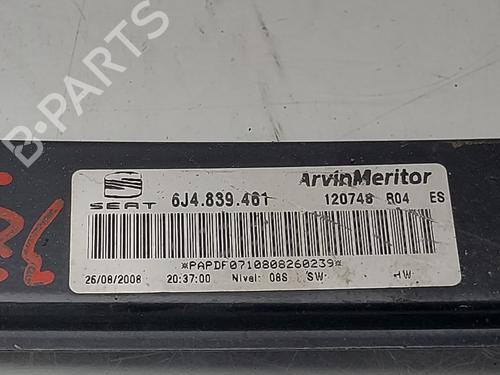 B-PARTS
ArvinMeritor
SEAT
6J4.839.461
120748 R04 ES
*PAPDF0710808260239*
26/08/2008 20:37:00 Nivel: 08S SW: HW: